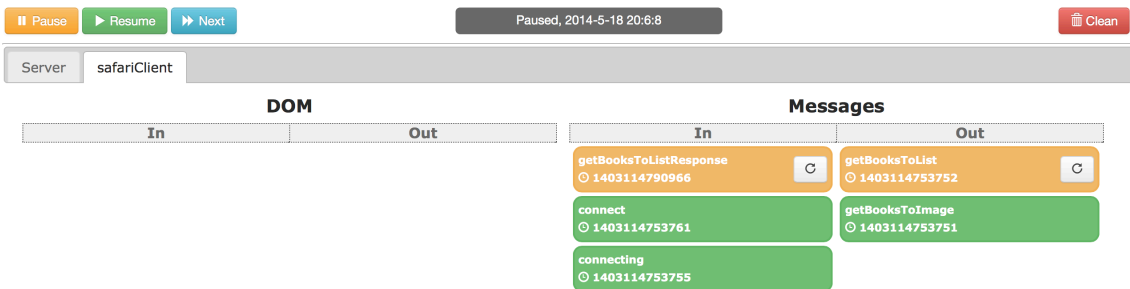 Pause Resume Next Paused, 2014-5-18 20:6:8 Clean
Server safariClient
DOM Messages
In Out In Out
getBooksToListResponse getBooksToList
1403114790966 1403114753752
connect getBooksToImage
1403114753761 1403114753751
connecting
1403114753755